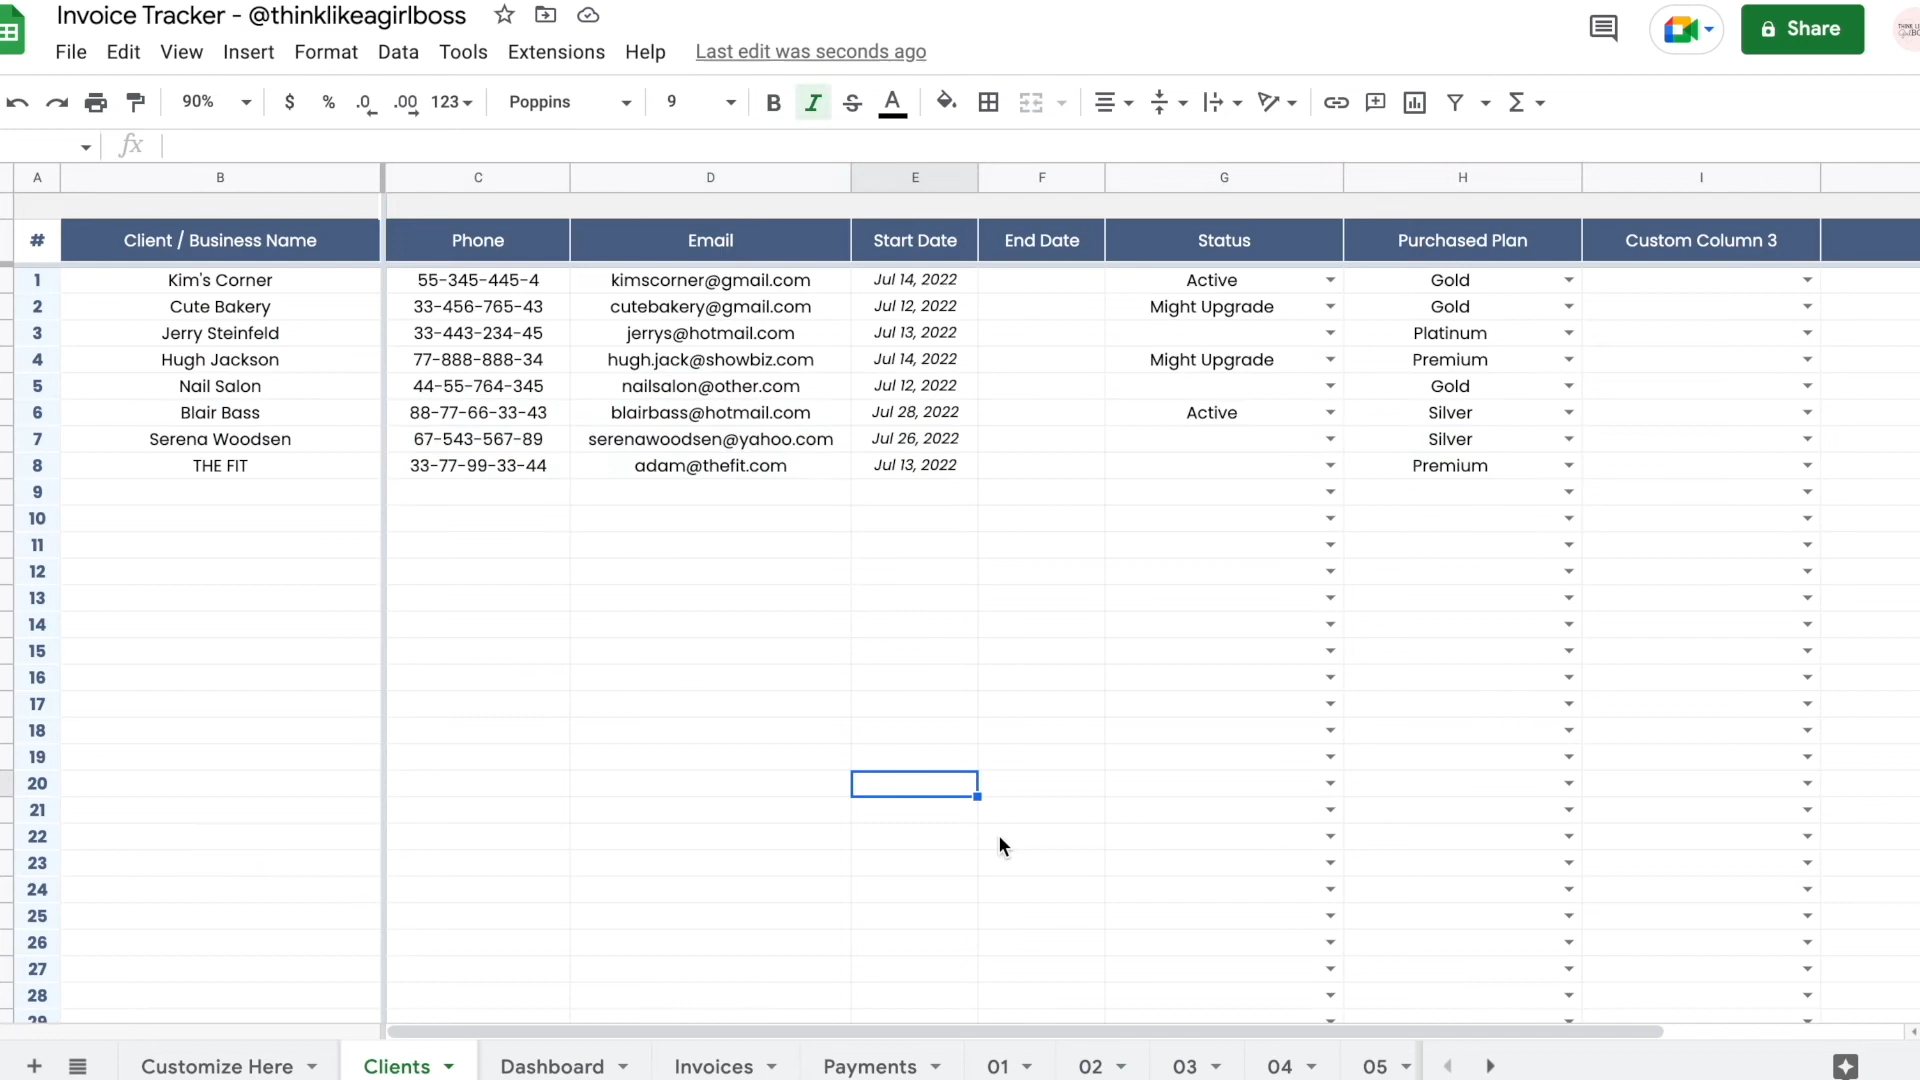 Invoice Tracker - @thinklikeagirlboss
Share
File Edit View Insert Format Data Tools Extensions Help Last edit was seconds ago
90% $ % .0 .00 123 Poppins 9 B I S A Σ
fx
A B C D E F G H I
# Client / Business Name Phone Email Start Date End Date Status Purchased Plan Custom Column 3
1 Kim's Corner 55-345-445-4 kimscorner@gmail.com Jul 14, 2022 Active Gold
2 Cute Bakery 33-456-765-43 cutebakery@gmail.com Jul 12, 2022 Might Upgrade Gold
3 Jerry Steinfeld 33-443-234-45 jerrys@hotmail.com Jul 13, 2022 Platinum
4 Hugh Jackson 77-888-888-34 hugh.jack@showbiz.com Jul 14, 2022 Might Upgrade Premium
5 Nail Salon 44-55-764-345 nailsalon@other.com Jul 12, 2022 Gold
6 Blair Bass 88-77-66-33-43 blairbass@hotmail.com Jul 28, 2022 Active Silver
7 Serena Woodsen 67-543-567-89 serenawoodsen@yahoo.com Jul 26, 2022 Silver
8 THE FIT 33-77-99-33-44 adam@thefit.com Jul 13, 2022 Premium
9
10
11
12
13
14
15
16
17
18
19
20
21
22
23
24
25
26
27
28
29
+ Customize Here Clients Dashboard Invoices Payments 01 02 03 04 05